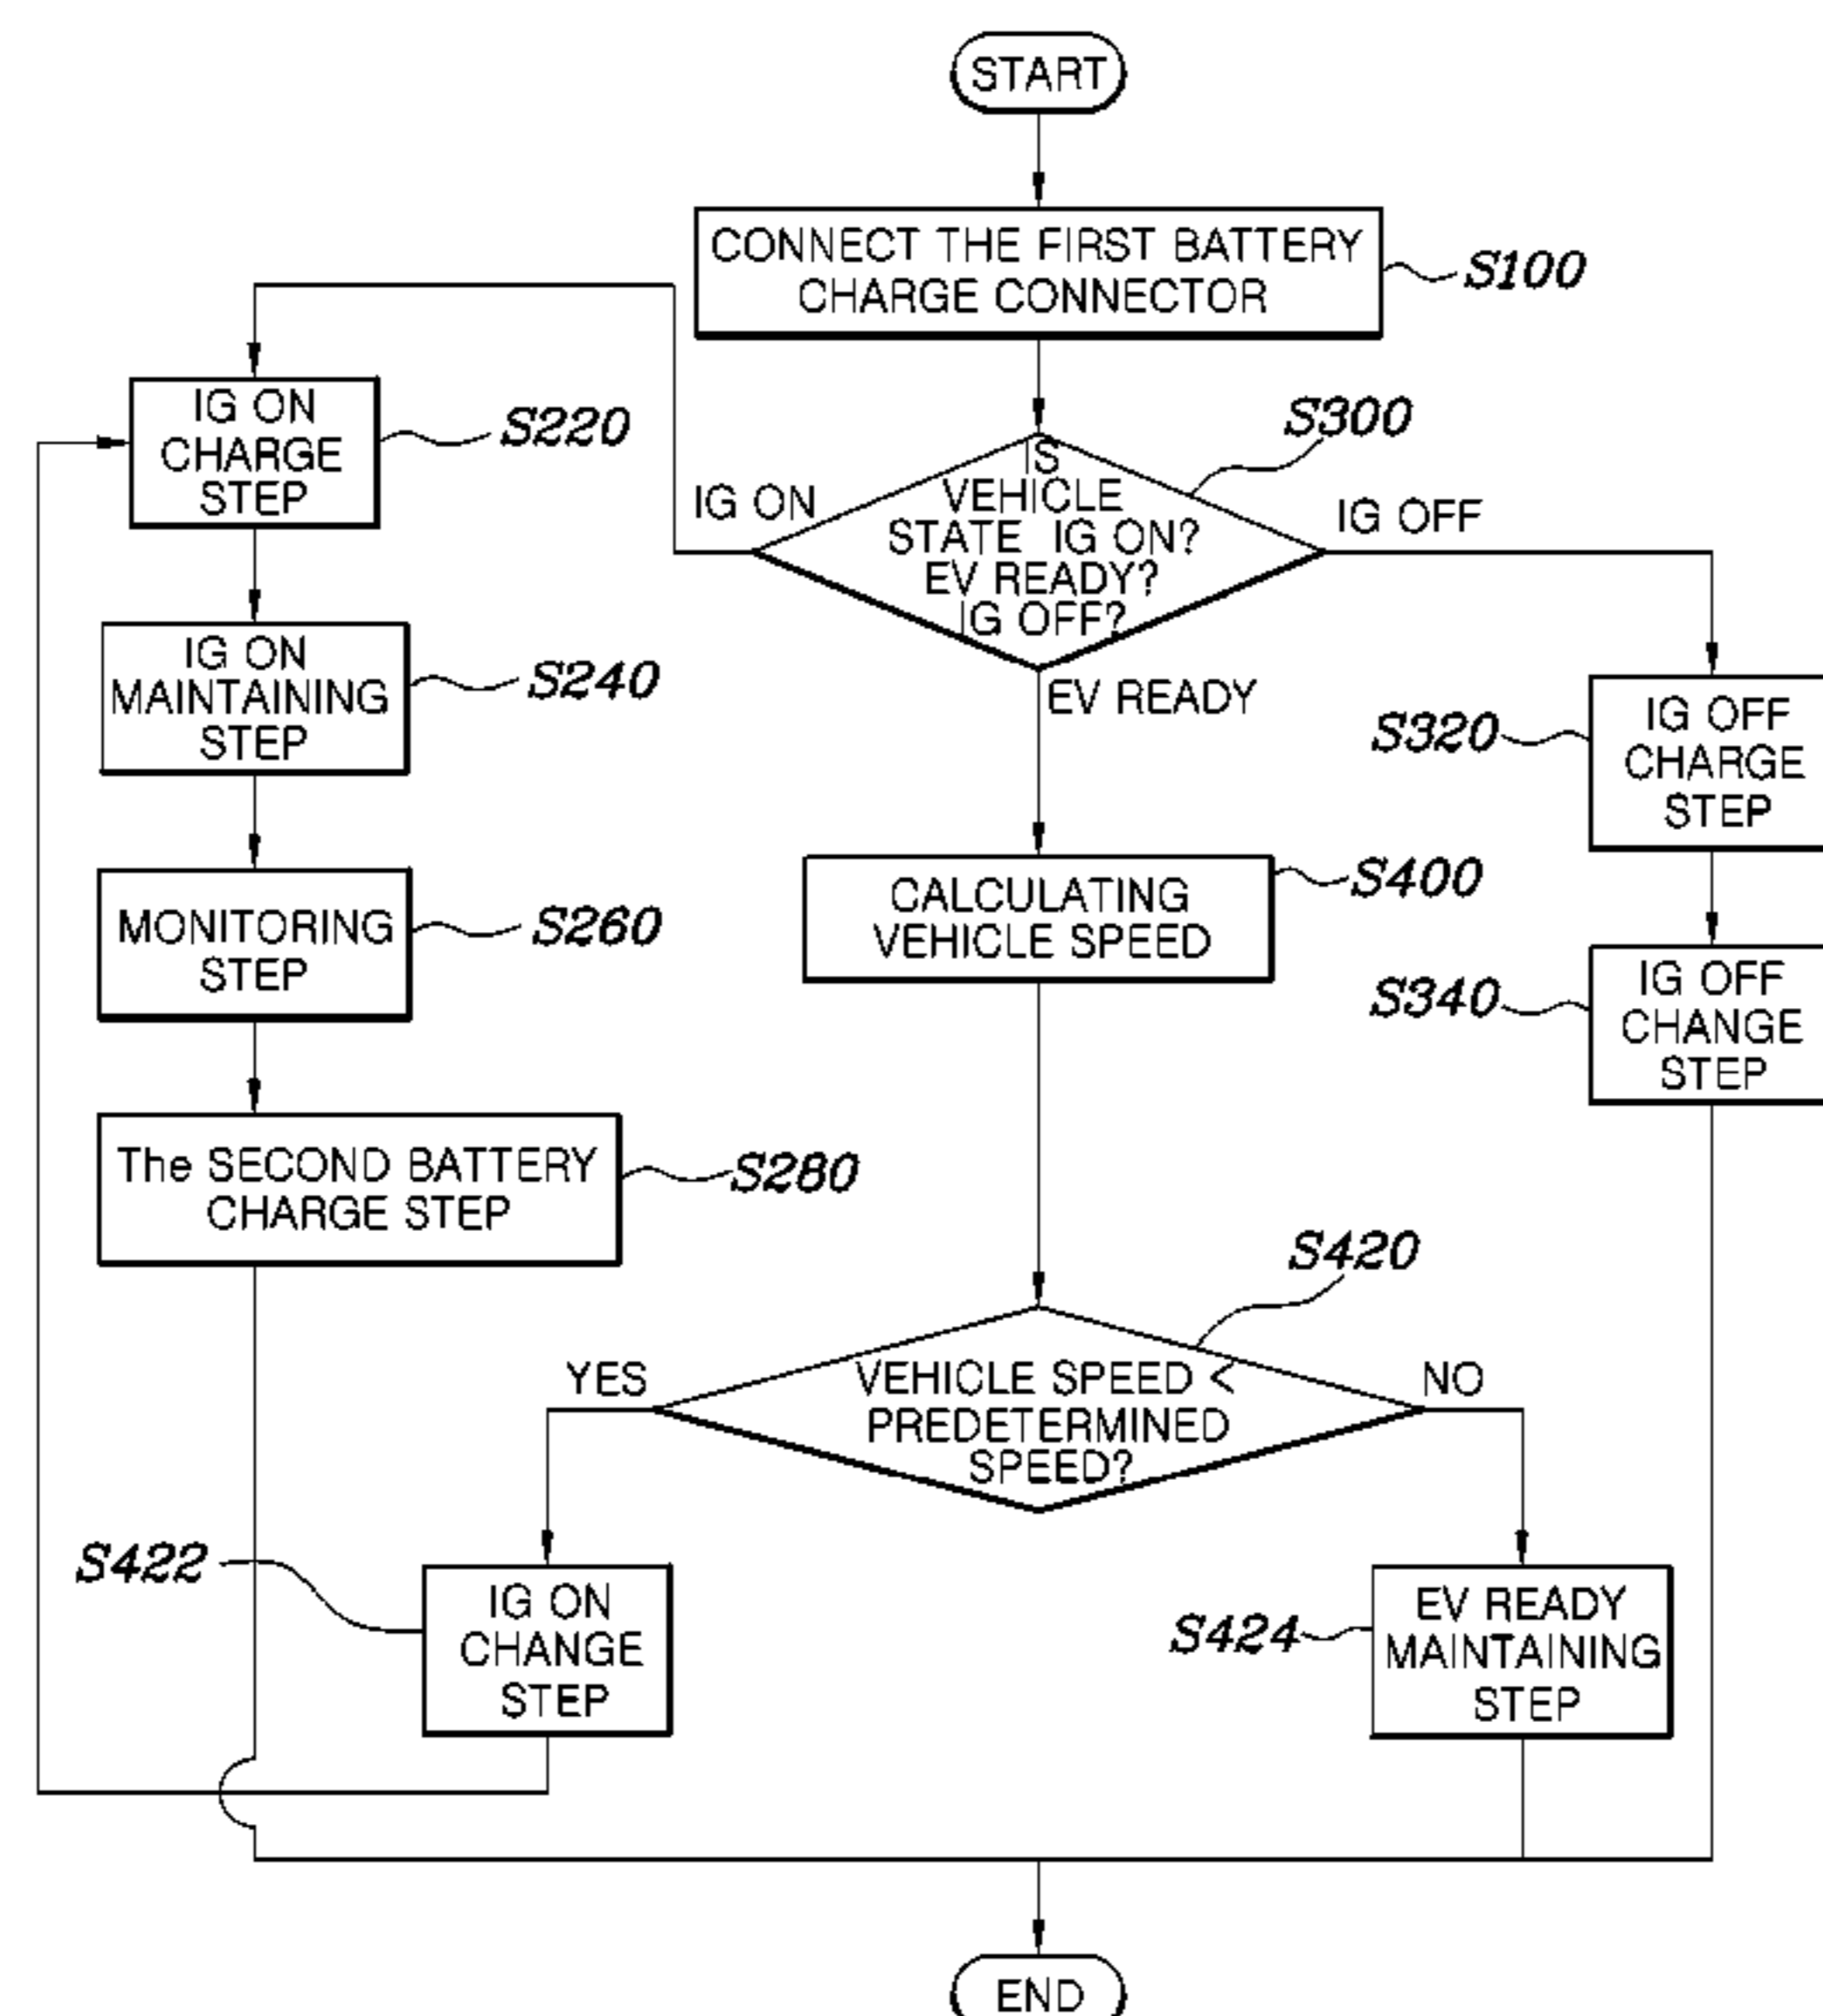 START
CONNECT THE FIRST BATTERY
CHARGE CONNECTOR
S100
IG ON
CHARGE
STEP
S220
S300
IS
VEHICLE
STATE IG ON?
EV READY?
IG OFF?
IG ON
IG OFF
EV READY
IG ON
MAINTAINING
STEP
S240
S320
IG OFF
CHARGE
STEP
MONITORING
STEP
S260
CALCULATING
VEHICLE SPEED
S400
S340
IG OFF
CHANGE
STEP
The SECOND BATTERY
CHARGE STEP
S280
S420
YES
VEHICLE SPEED <
PREDETERMINED
SPEED?
NO
S422
IG ON
CHANGE
STEP
S424
EV READY
MAINTAINING
STEP
END